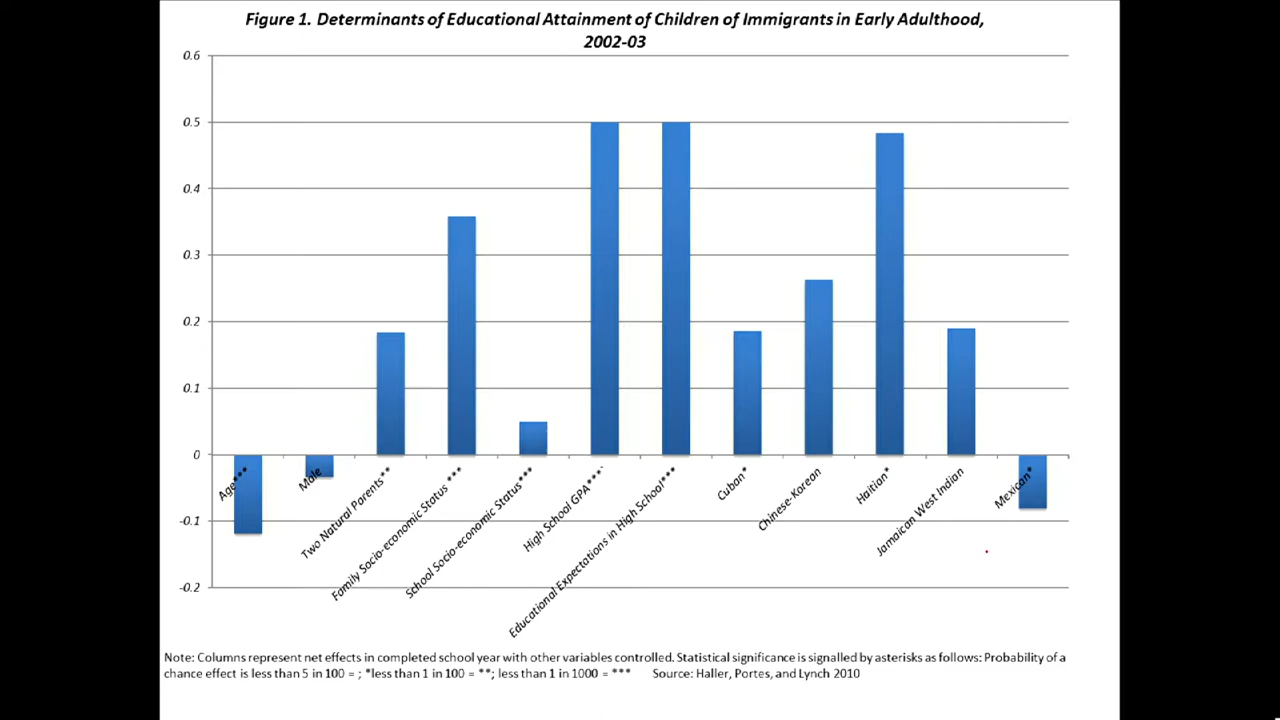 Figure 1. Determinants of Educational Attainment of Children of Immigrants in Early Adulthood,
2002-03
0.6
0.5
0.4
0.3
0.2
0.1
0
-0.1
-0.2
Age***
Male
Two Natural Parents**
Family Socio-economic Status ***
School Socio-economic Status***
High School GPA***`
Educational Expectations in High School***
Cuban*
Chinese-Korean
Haitian*
Jamaican West Indian
Mexican*
Note: Columns represent net effects in completed school year with other variables controlled. Statistical significance is signalled by asterisks as follows: Probability of a
chance effect is less than 5 in 100 = ; *less than 1 in 100 = **; less than 1 in 1000 = *** Source: Haller, Portes, and Lynch 2010